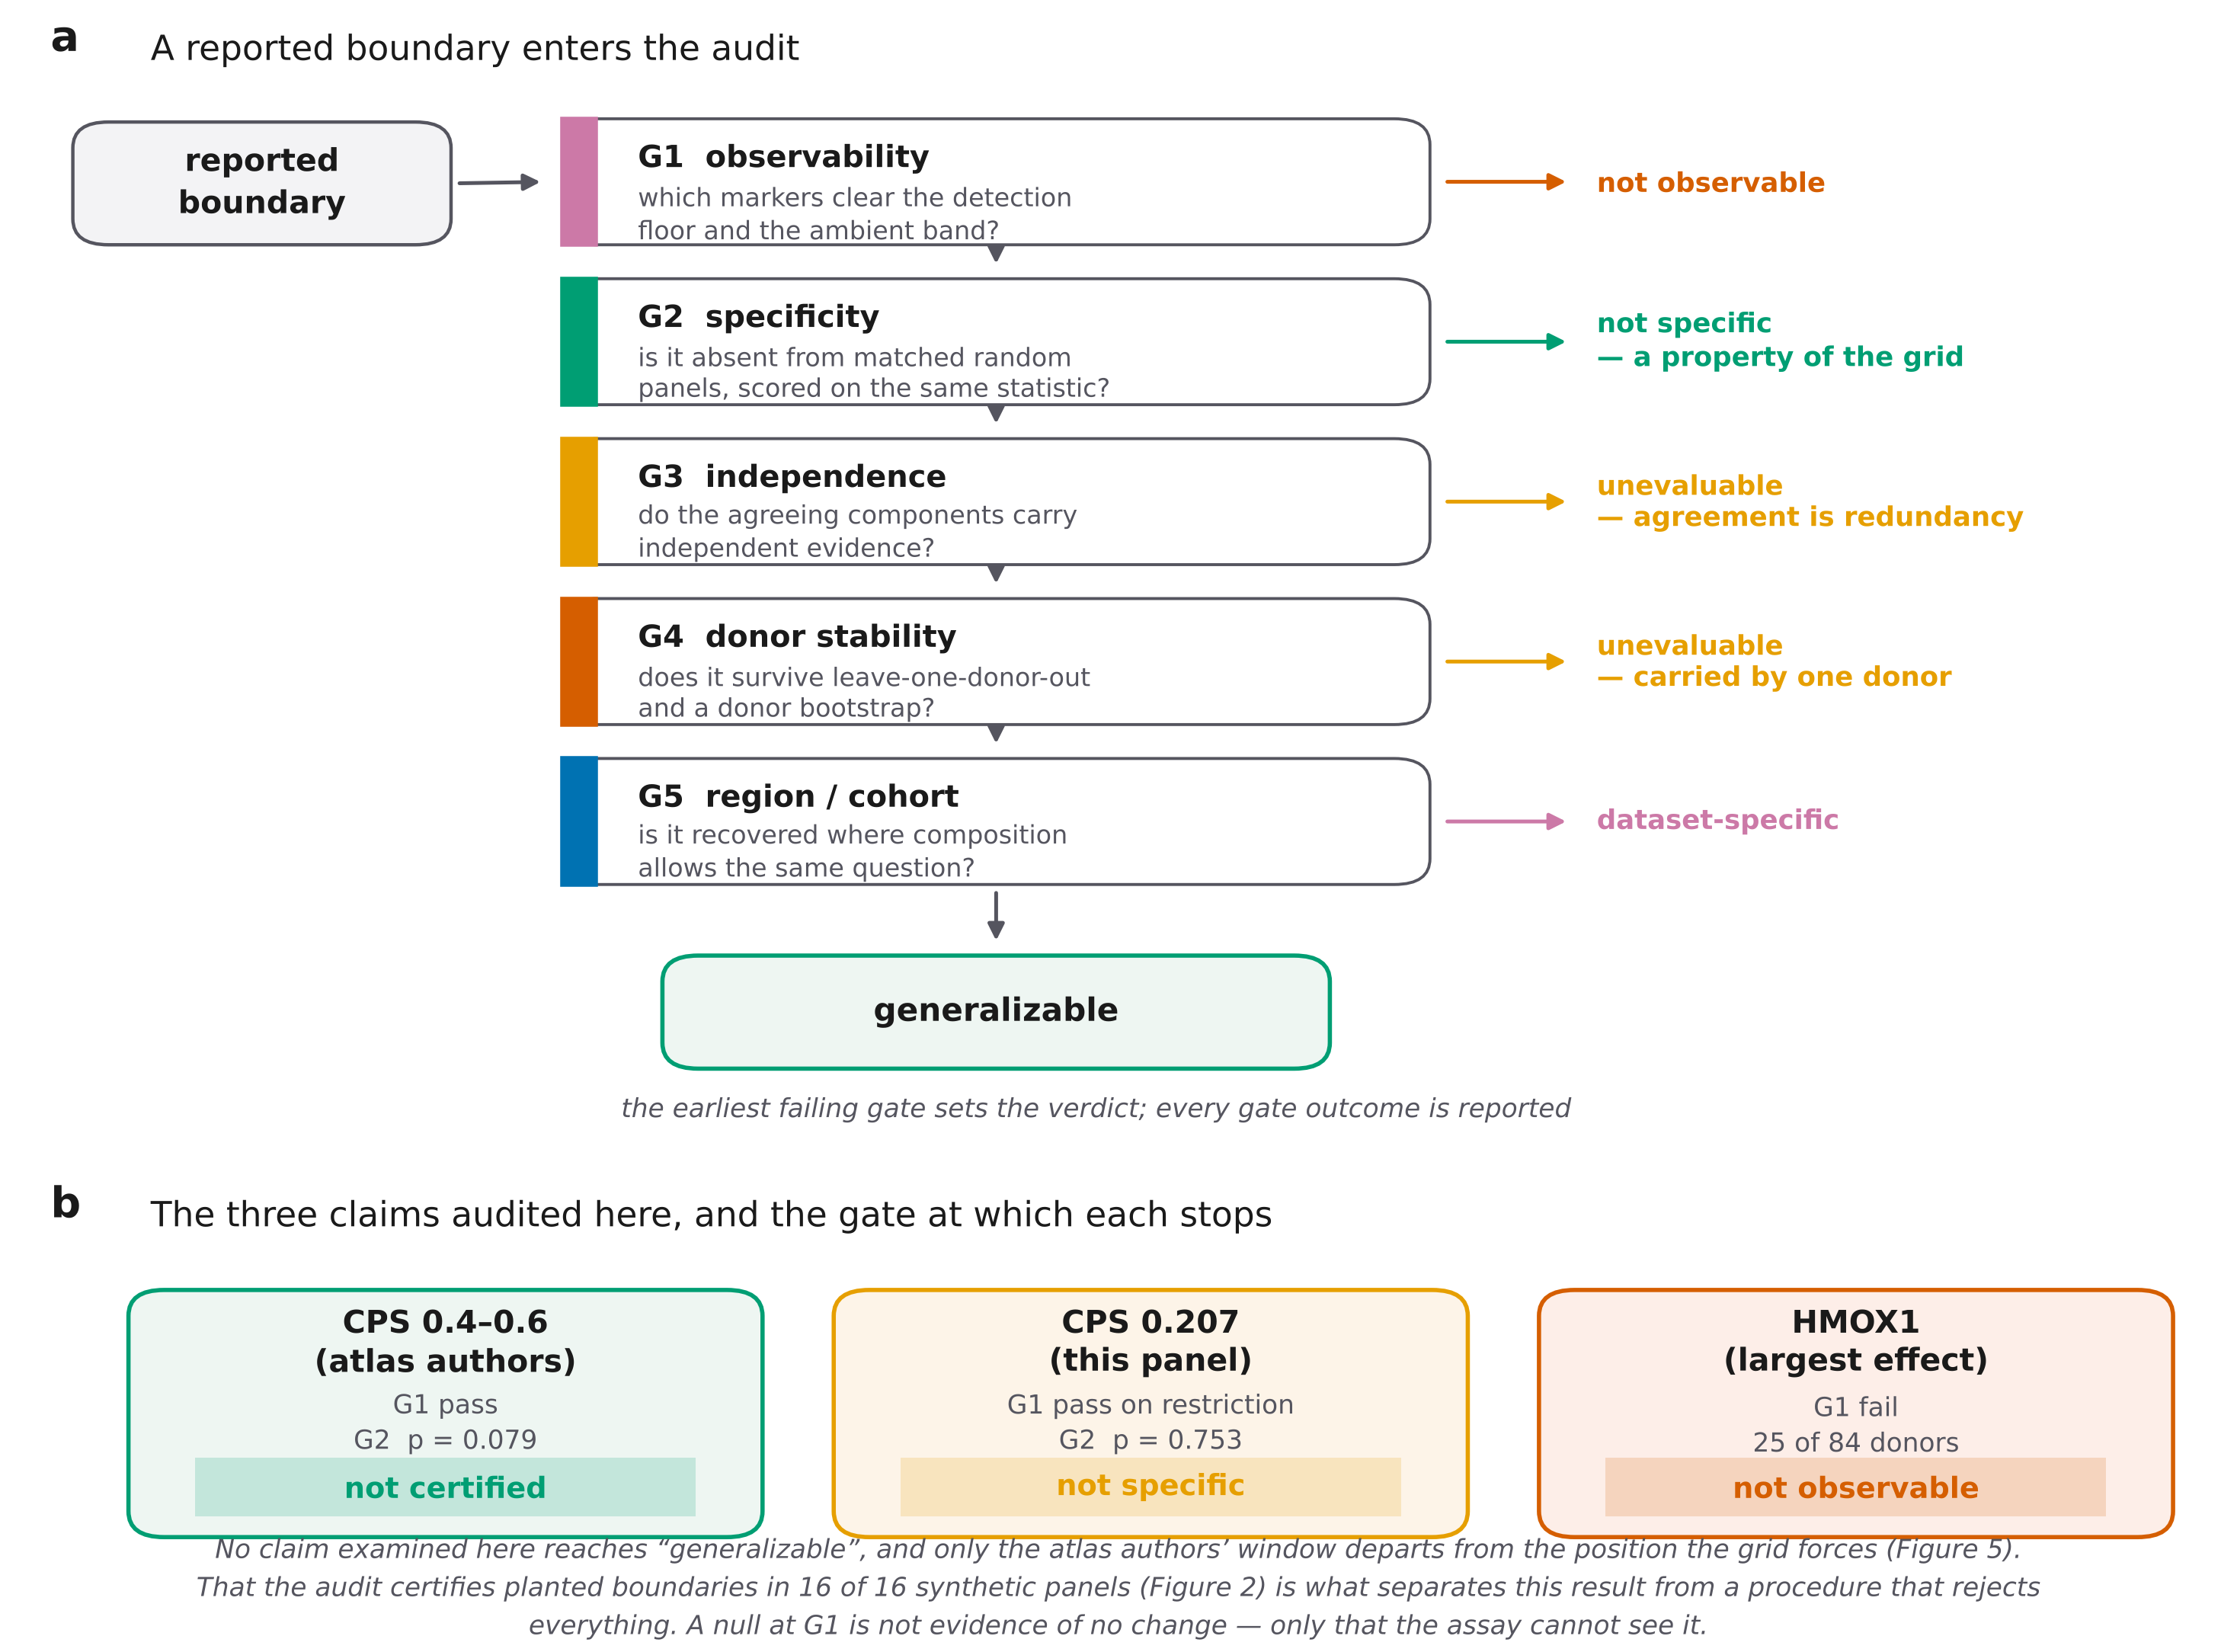 a
A reported boundary enters the audit
reported
boundary
G1 observability
which markers clear the detection
floor and the ambient band?
not observable
G2 specificity
is it absent from matched random
panels, scored on the same statistic?
not specific
— a property of the grid
G3 independence
do the agreeing components carry
independent evidence?
unevaluable
— agreement is redundancy
G4 donor stability
does it survive leave-one-donor-out
and a donor bootstrap?
unevaluable
— carried by one donor
G5 region / cohort
is it recovered where composition
allows the same question?
dataset-specific
generalizable
the earliest failing gate sets the verdict; every gate outcome is reported
b
The three claims audited here, and the gate at which each stops
CPS 0.4–0.6
(atlas authors)
G1 pass
G2 p = 0.079
not certified
CPS 0.207
(this panel)
G1 pass on restriction
G2 p = 0.753
not specific
HMOX1
(largest effect)
G1 fail
25 of 84 donors
not observable
No claim examined here reaches “generalizable”, and only the atlas authors’ window departs from the position the grid forces (Figure 5).
That the audit certifies planted boundaries in 16 of 16 synthetic panels (Figure 2) is what separates this result from a procedure that rejects
everything. A null at G1 is not evidence of no change — only that the assay cannot see it.